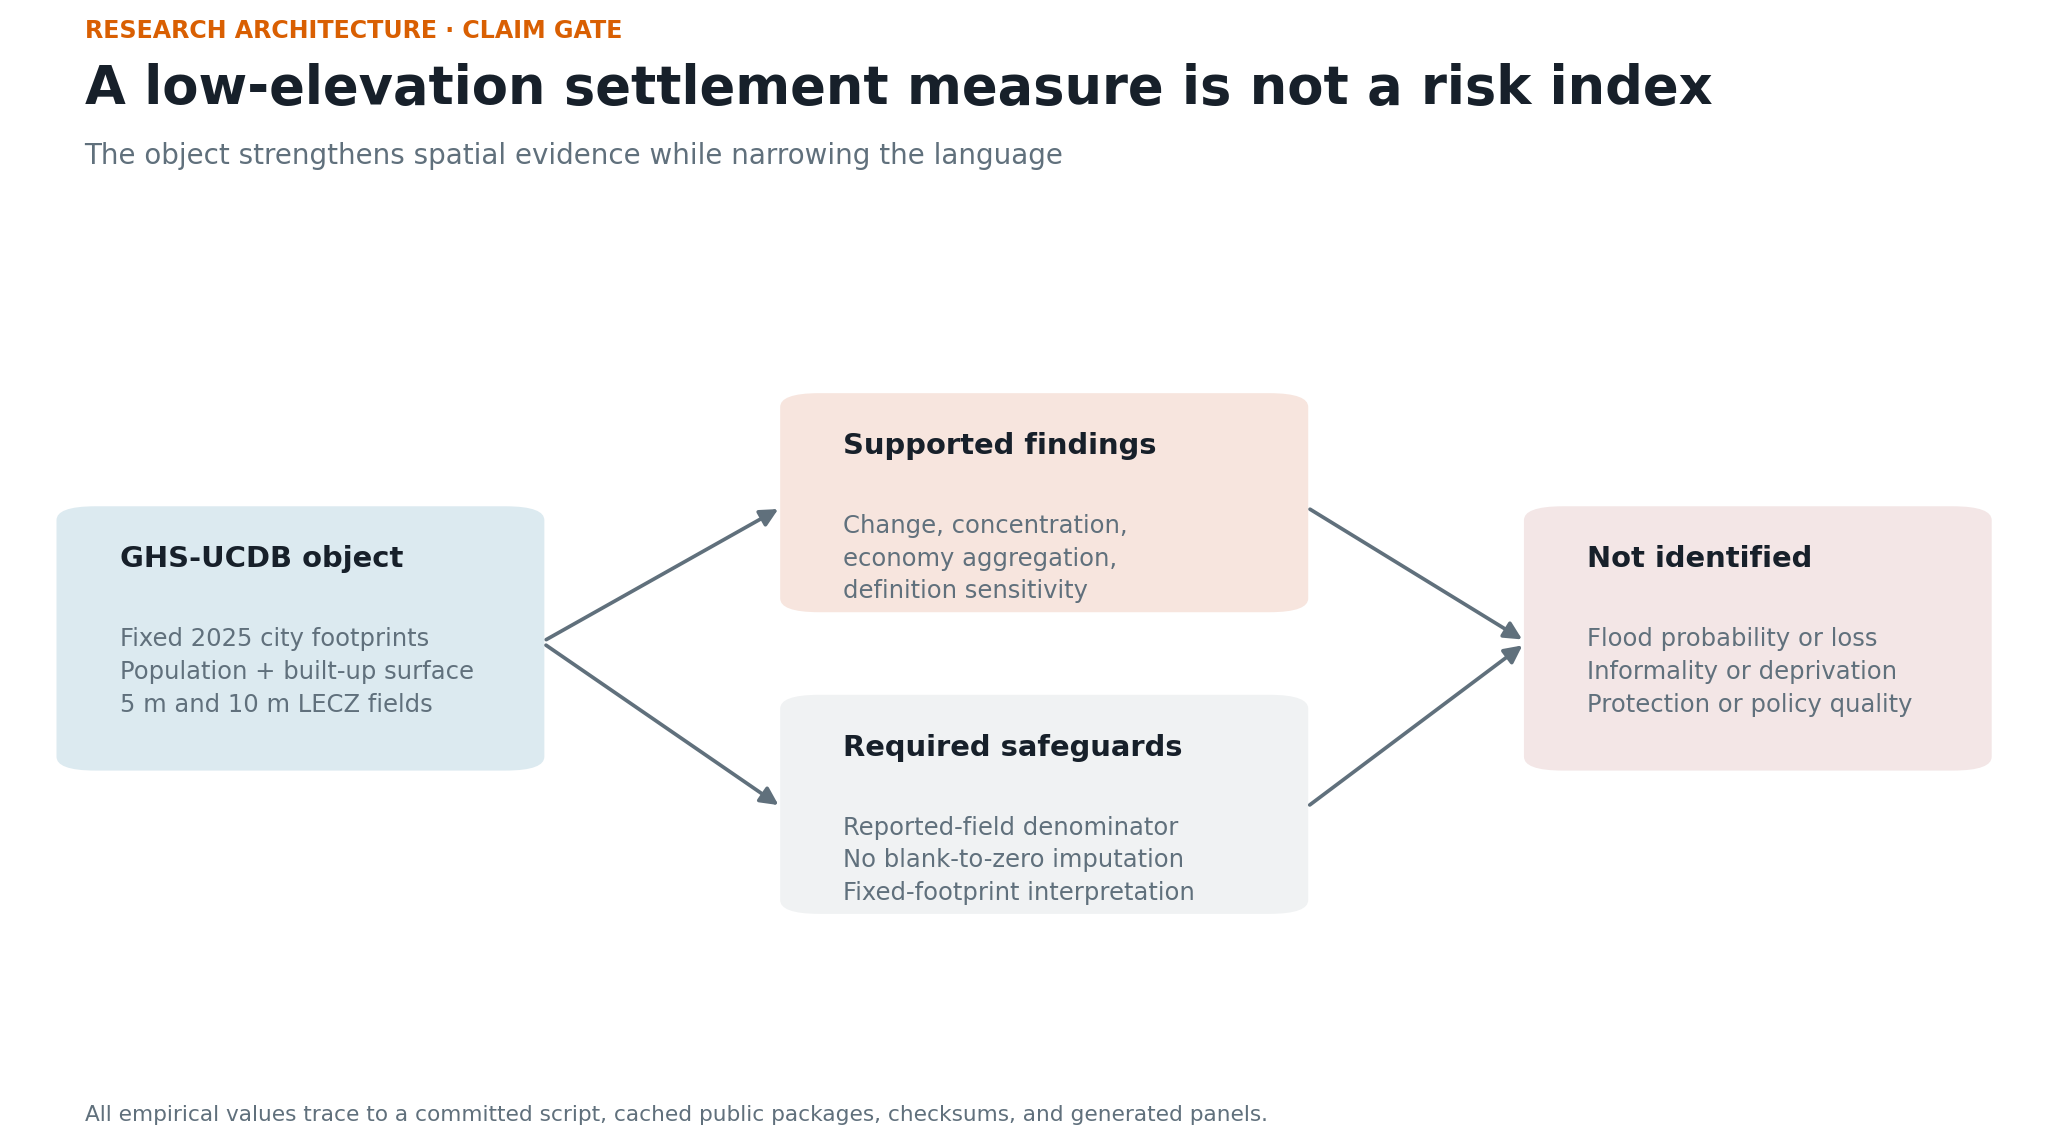 RESEARCH ARCHITECTURE · CLAIM GATE
A low-elevation settlement measure is not a risk index
The object strengthens spatial evidence while narrowing the language
GHS-UCDB object
Fixed 2025 city footprints
Population + built-up surface
5 m and 10 m LECZ fields
Supported findings
Change, concentration,
economy aggregation,
definition sensitivity
Required safeguards
Reported-field denominator
No blank-to-zero imputation
Fixed-footprint interpretation
Not identified
Flood probability or loss
Informality or deprivation
Protection or policy quality
All empirical values trace to a committed script, cached public packages, checksums, and generated panels.